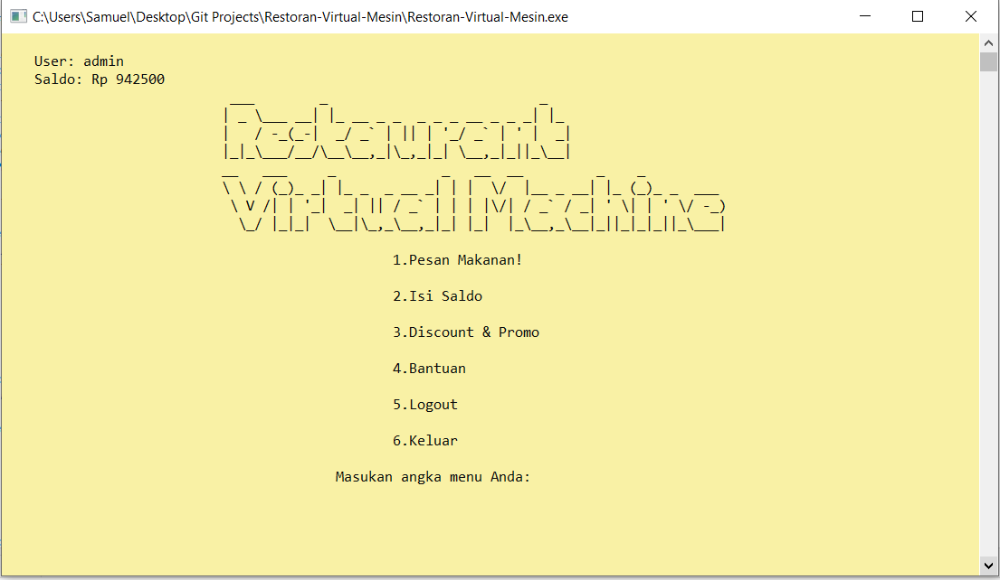 C:\Users\Samuel\Desktop\Git Projects\Restoran-Virtual-Mesin\Restoran-Virtual-Mesin.exe
User: admin
Saldo: Rp 942500
Restaurant
Virtual Machine
1.Pesan Makanan!
2.Isi Saldo
3.Discount & Promo
4.Bantuan
5.Logout
6.Keluar
Masukan angka menu Anda: